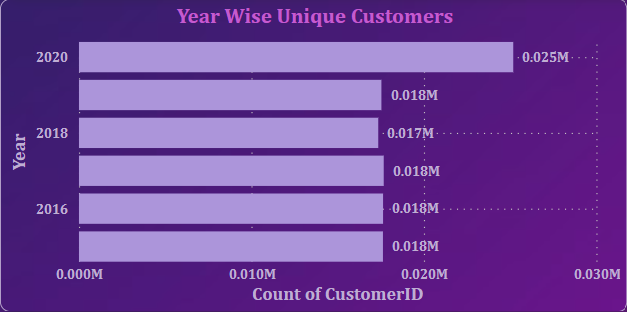 Year Wise Unique Customers
2020
0.025M
0.018M
2018
0.017M
0.018M
2016
0.018M
0.018M
Year
0.000M 0.010M 0.020M 0.030M
Count of CustomerID